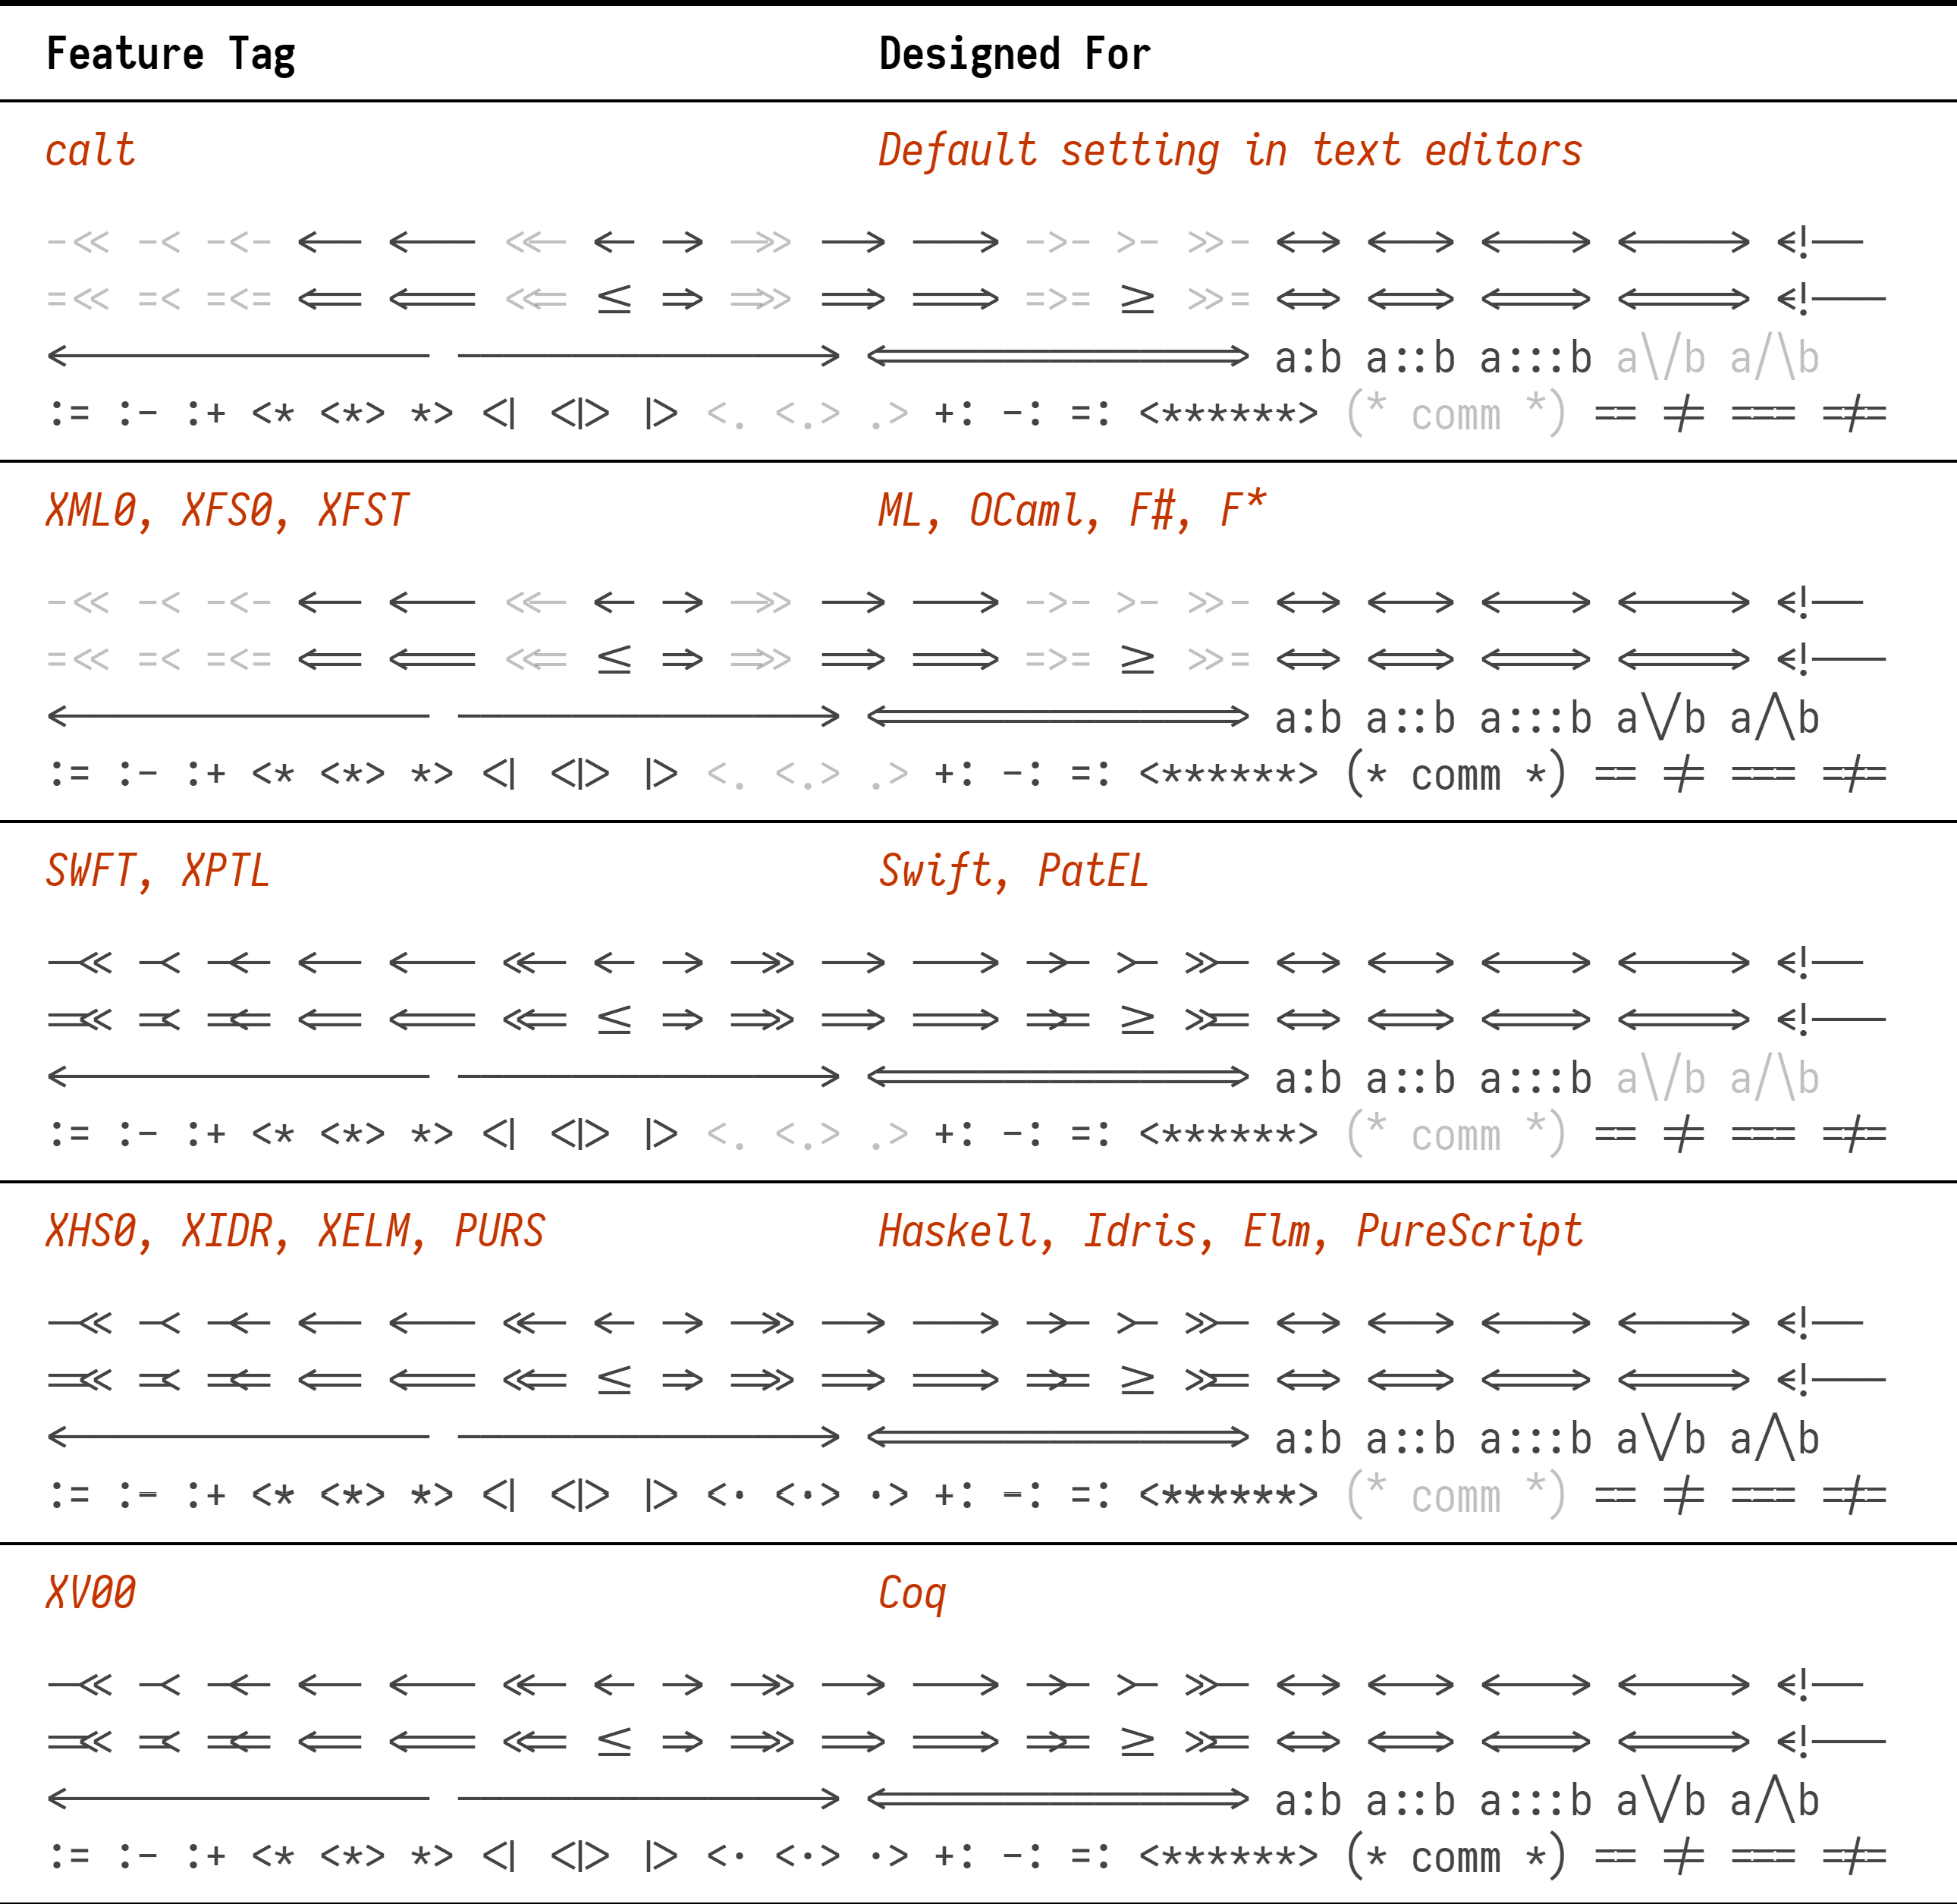 Feature Tag Designed For
calt Default setting in text editors
-<< -< -<- <-- <--- <<- <- -> ->> --> ---> ->- >- >>- <-> <--> <---> <----> <!--
=<< =< =<= <== <=== <<= <= => =>> ==> ===> =>= >= >>= <=> <==> <===> <====> <!---
<---------------- ----------------> <===============> a:b a::b a:::b a\/b a/\b
:= :- :+ <* <*> *> <| <|> |> <. <.> .> +: -: =: <******> (* comm *) == != === !==
XML0, XFS0, XFST ML, OCaml, F#, F*
-<< -< -<- <-- <--- <<- <- -> ->> --> ---> ->- >- >>- <-> <--> <---> <----> <!--
=<< =< =<= <== <=== <<= <= => =>> ==> ===> =>= >= >>= <=> <==> <===> <====> <!---
<---------------- ----------------> <===============> a:b a::b a:::b a\/b a/\b
:= :- :+ <* <*> *> <| <|> |> <. <.> .> +: -: =: <******> (* comm *) == != === !==
SWFT, XPTL Swift, PatEL
-<< -< -<- <-- <--- <<- <- -> ->> --> ---> ->- >- >>- <-> <--> <---> <----> <!--
=<< =< =<= <== <=== <<= <= => =>> ==> ===> =>= >= >>= <=> <==> <===> <====> <!---
<---------------- ----------------> <===============> a:b a::b a:::b a\/b a/\b
:= :- :+ <* <*> *> <| <|> |> <. <.> .> +: -: =: <******> (* comm *) == != === !==
XHS0, XIDR, XELM, PURS Haskell, Idris, Elm, PureScript
-<< -< -<- <-- <--- <<- <- -> ->> --> ---> ->- >- >>- <-> <--> <---> <----> <!--
=<< =< =<= <== <=== <<= <= => =>> ==> ===> =>= >= >>= <=> <==> <===> <====> <!---
<---------------- ----------------> <===============> a:b a::b a:::b a\/b a/\b
:= :- :+ <* <*> *> <| <|> |> <. <.> .> +: -: =: <******> (* comm *) == != === !==
XV00 Coq
-<< -< -<- <-- <--- <<- <- -> ->> --> ---> ->- >- >>- <-> <--> <---> <----> <!--
=<< =< =<= <== <=== <<= <= => =>> ==> ===> =>= >= >>= <=> <==> <===> <====> <!---
<---------------- ----------------> <===============> a:b a::b a:::b a\/b a/\b
:= :- :+ <* <*> *> <| <|> |> <. <.> .> +: -: =: <******> (* comm *) == != === !==